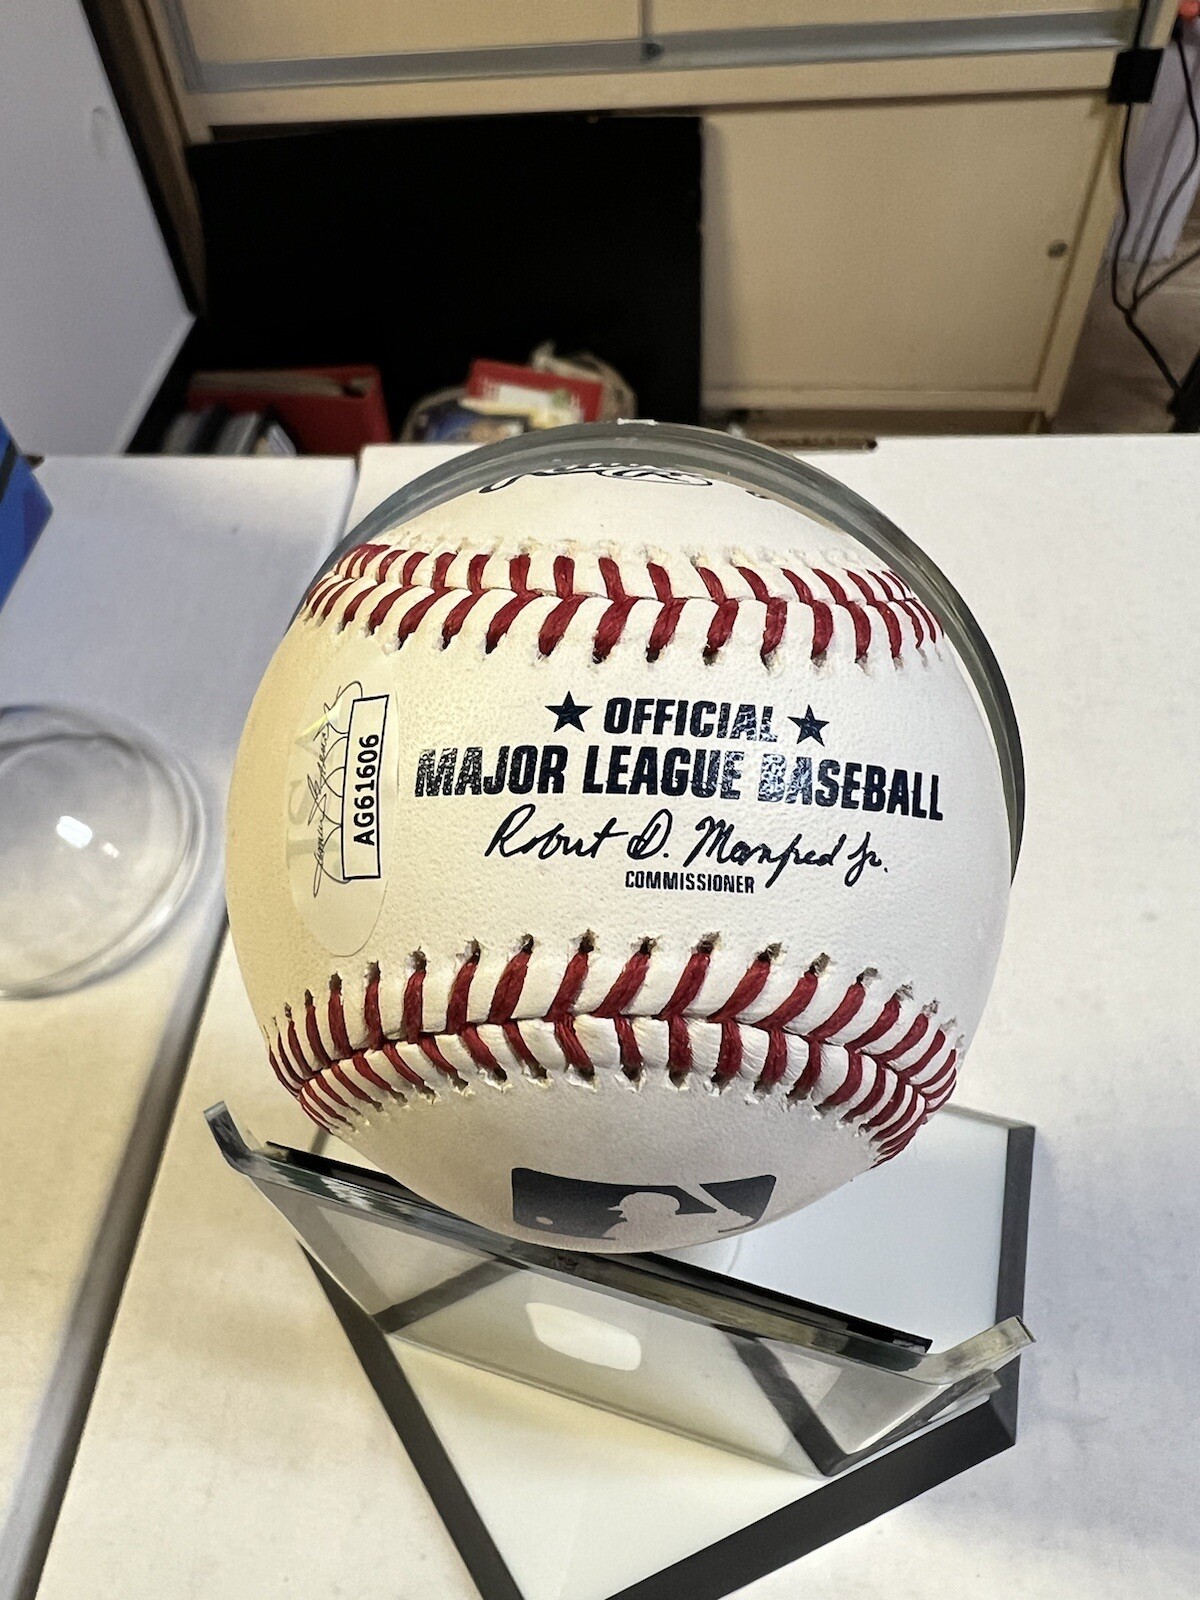 ★ OFFICIAL ★
MAJOR LEAGUE BASEBALL
Robert D. Manfred Jr.
COMMISSIONER
JSA
AG61606